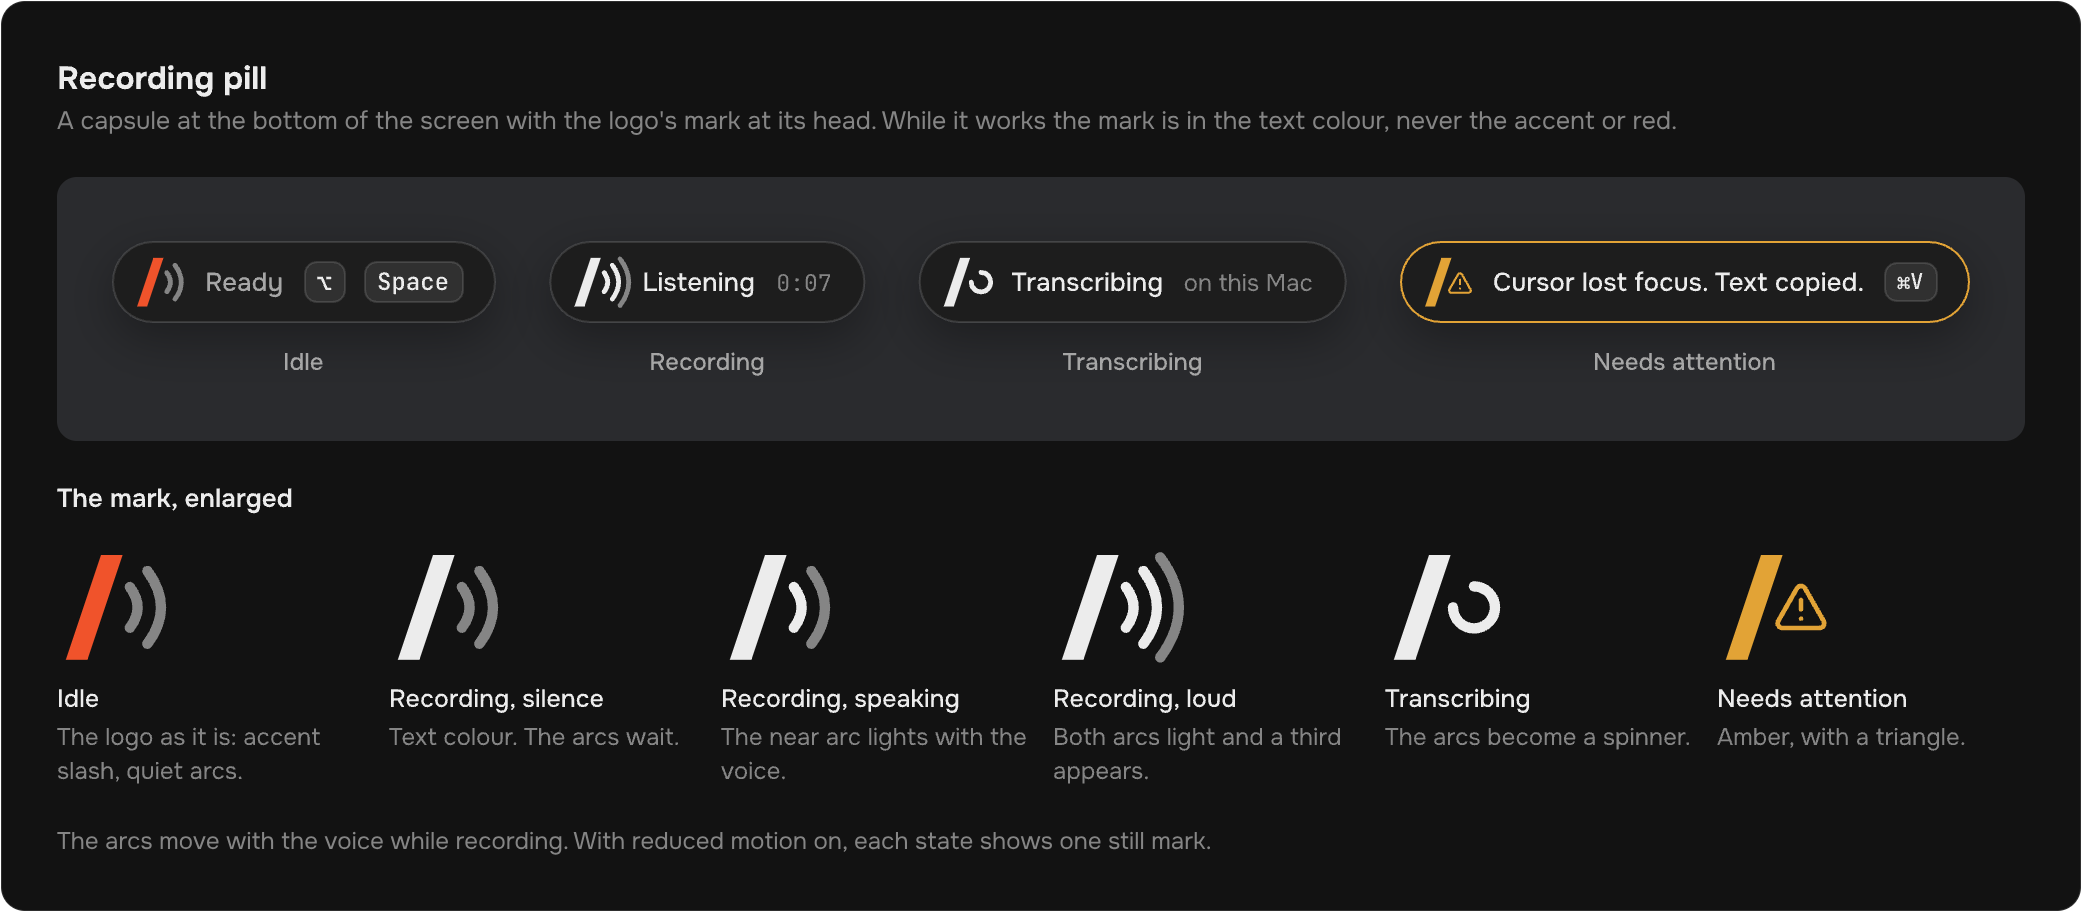 Recording pill
A capsule at the bottom of the screen with the logo's mark at its head. While it works the mark is in the text colour, never the accent or red.
Ready ⌥ Space
Listening 0:07
Transcribing on this Mac
Cursor lost focus. Text copied. ⌘V
Idle
Recording
Transcribing
Needs attention
The mark, enlarged
Idle
The logo as it is: accent
slash, quiet arcs.
Recording, silence
Text colour. The arcs wait.
Recording, speaking
The near arc lights with the
voice.
Recording, loud
Both arcs light and a third
appears.
Transcribing
The arcs become a spinner.
Needs attention
Amber, with a triangle.
The arcs move with the voice while recording. With reduced motion on, each state shows one still mark.